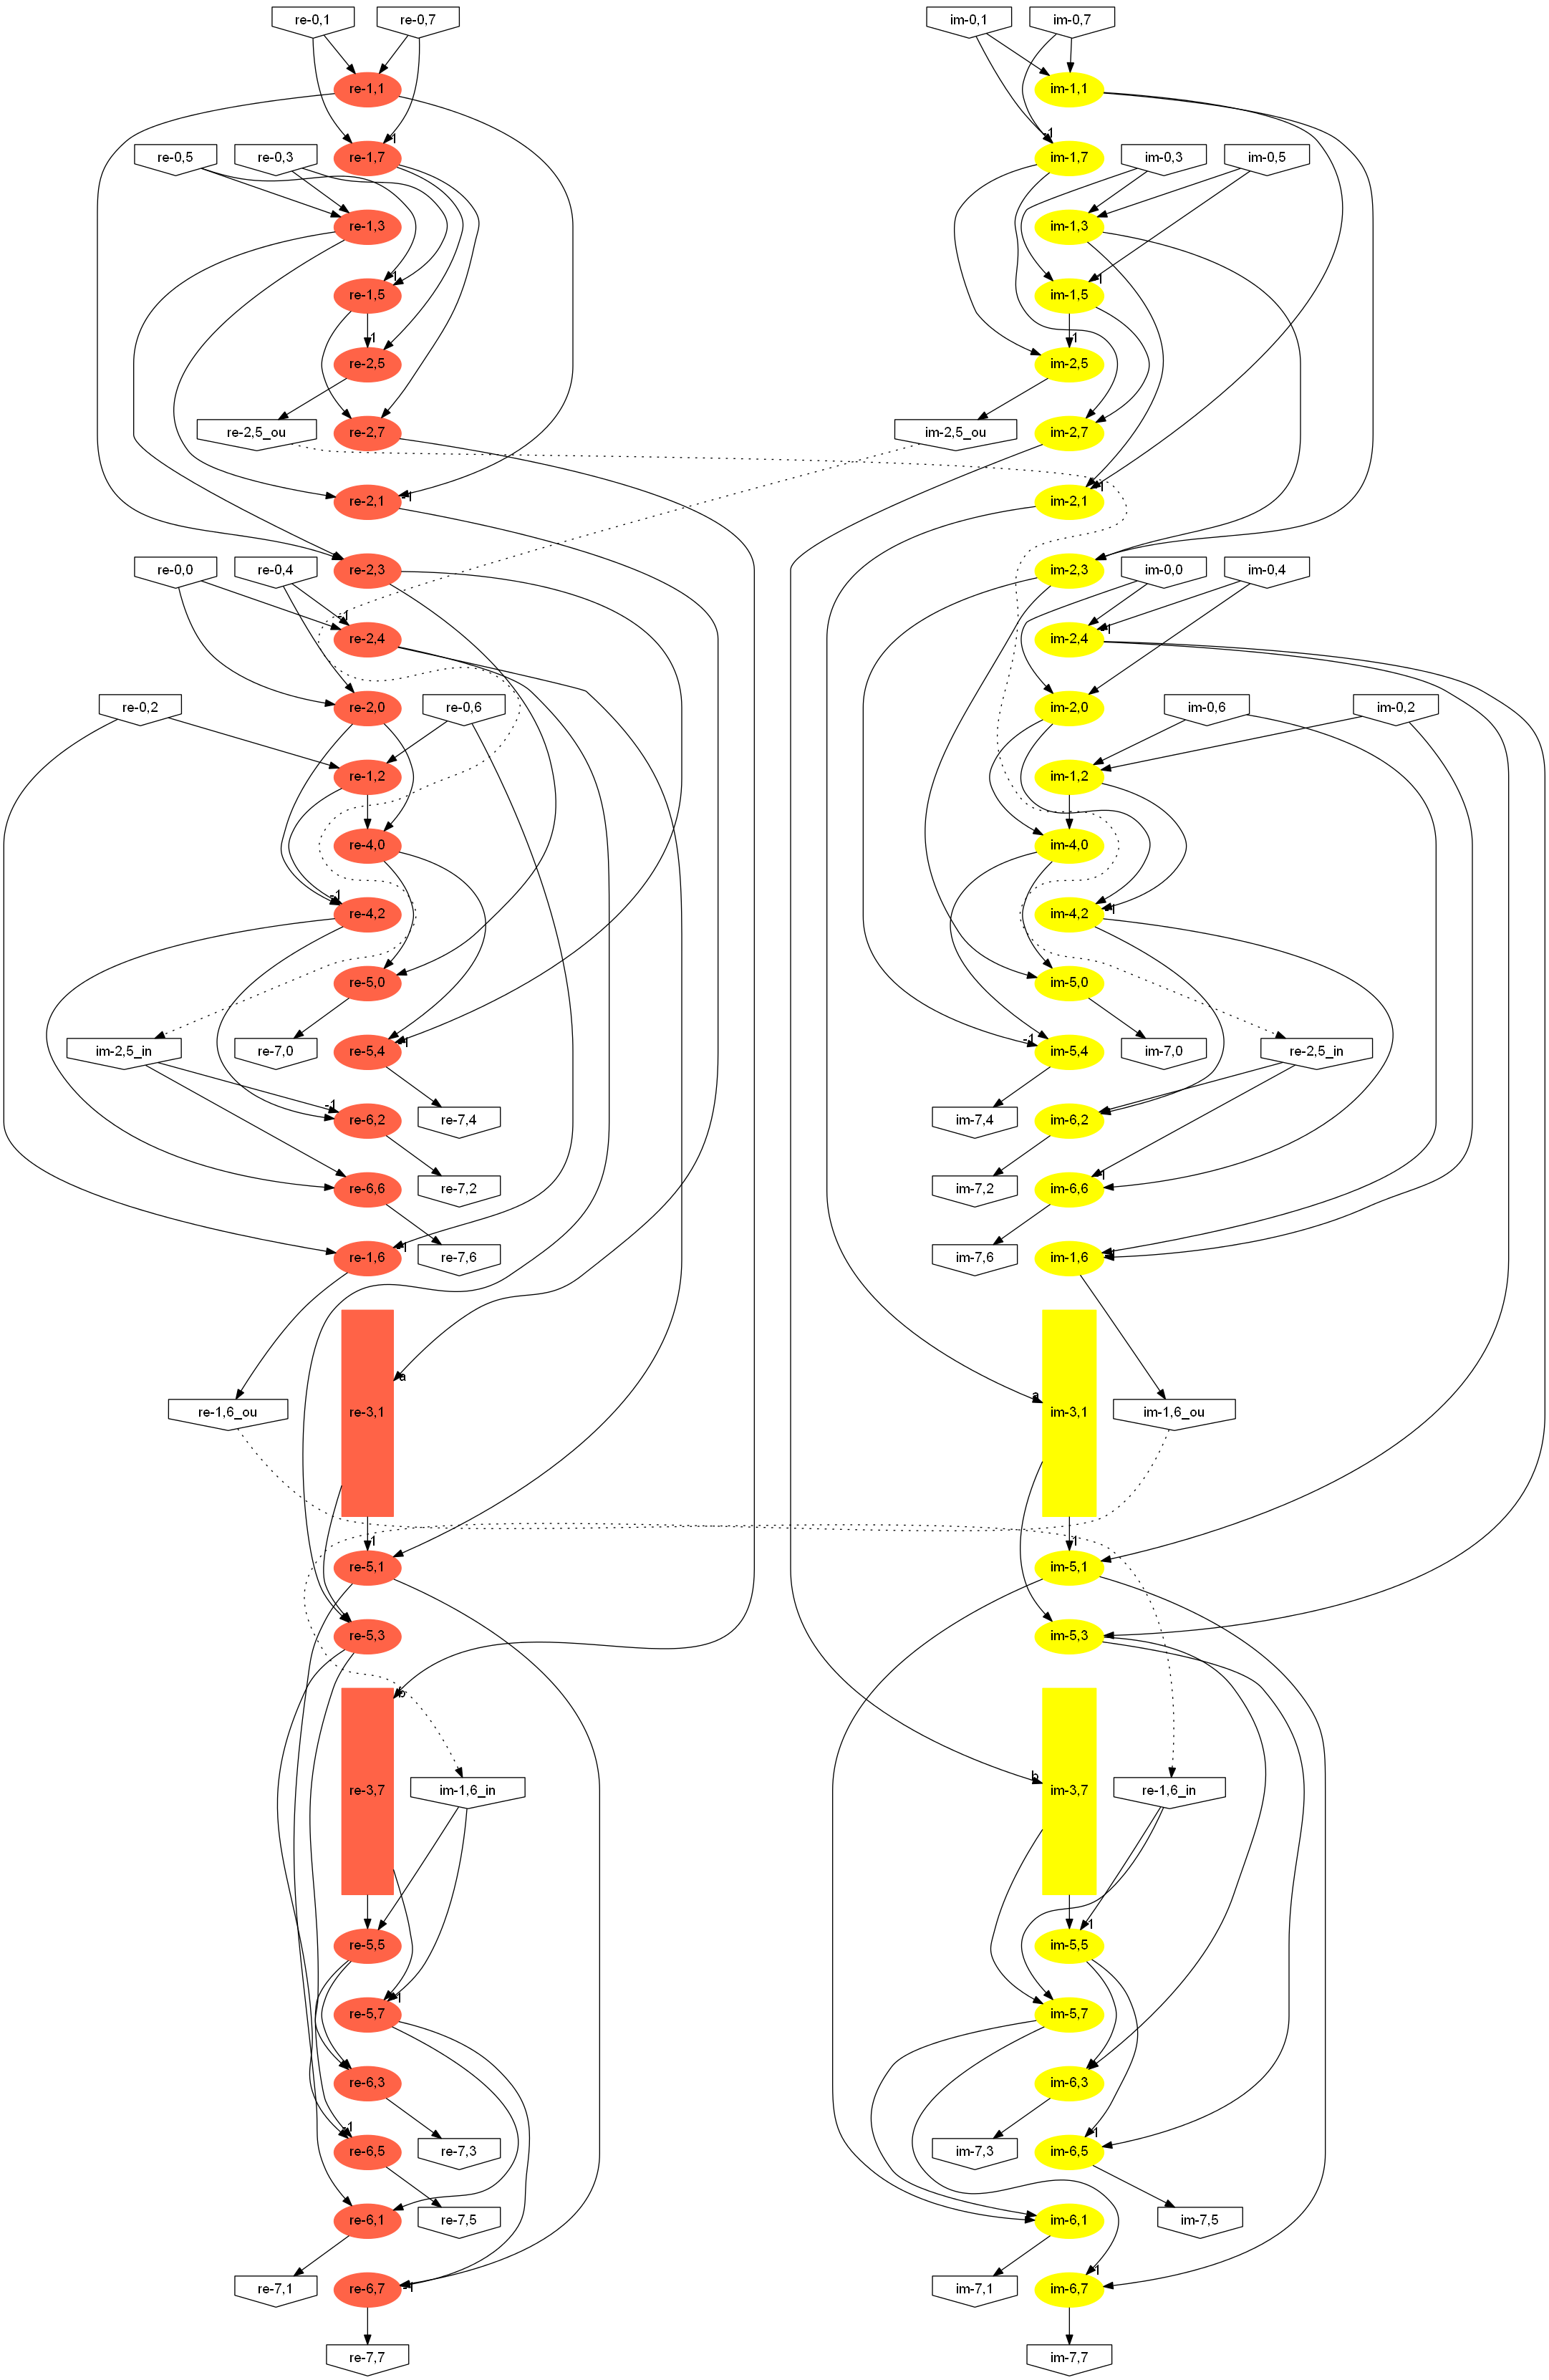 re-0,1 re-0,7 im-0,1 im-0,7
re-1,1 im-1,1
-1 -1
re-0,5 re-0,3 re-1,7 im-1,7 im-0,3 im-0,5
re-1,3 im-1,3
-1 -1
re-1,5 im-1,5
-1 -1
re-2,5 im-2,5
re-2,5_ou re-2,7 im-2,5_ou im-2,7
re-2,1 -1 im-2,1 -1
re-0,0 re-0,4 re-2,3 im-2,3 im-0,0 im-0,4
-1 -1
re-2,4 im-2,4
re-0,2 re-2,0 re-0,6 im-2,0 im-0,6 im-0,2
re-1,2 im-1,2
re-4,0 im-4,0
-1 -1
re-4,2 im-4,2
re-5,0 im-5,0
im-2,5_in re-7,0 re-5,4 -1 -1 im-5,4 im-7,0 re-2,5_in
-1
re-6,2 re-7,4 im-7,4 im-6,2
-1
re-6,6 re-7,2 im-7,2 im-6,6
re-1,6 -1 re-7,6 im-7,6 im-1,6 -1
a a
re-1,6_ou re-3,1 im-3,1 im-1,6_ou
-1 -1
re-5,1 im-5,1
re-5,3 im-5,3
b
b
re-3,7 im-1,6_in im-3,7 re-1,6_in
-1
re-5,5 im-5,5
-1
re-5,7 im-5,7
re-6,3 im-6,3
-1 -1
re-6,5 re-7,3 im-7,3 im-6,5
re-6,1 re-7,5 im-6,1 im-7,5
-1
re-7,1 re-6,7 -1 im-7,1 im-6,7
re-7,7 im-7,7